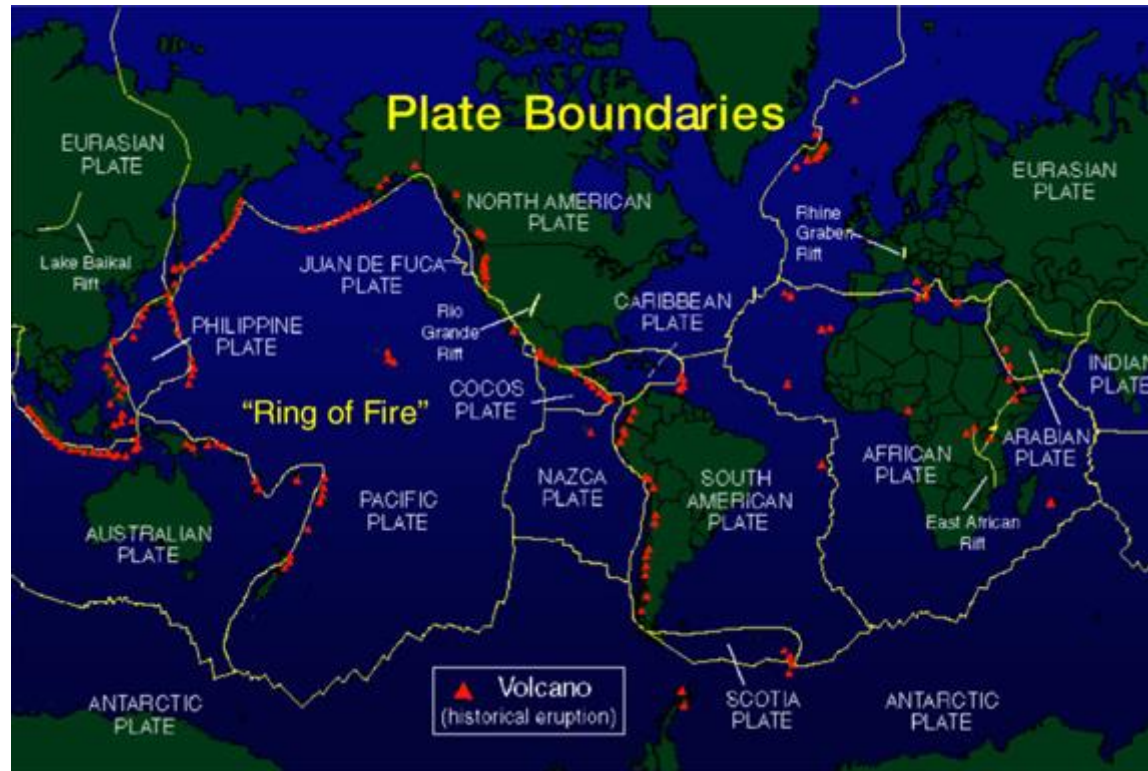 Plate Boundaries
EURASIAN
PLATE
Lake Baikal
Rift
PHILIPPINE
PLATE
"Ring of Fire"
AUSTRALIAN
PLATE
PACIFIC
PLATE
ANTARCTIC
PLATE
JUAN DE FUCA
PLATE
NORTH AMERICAN
PLATE
Rio
Grande
Rift
CARIBBEAN
PLATE
COCOS
PLATE
NAZCA
PLATE
SOUTH
AMERICAN
PLATE
SCOTIA
PLATE
Rhine
Graben
Rift
EURASIAN
PLATE
AFRICAN
PLATE
ARABIAN
PLATE
INDIAN
PLATE
East African
Rift
ANTARCTIC
PLATE
Volcano
(historical eruption)